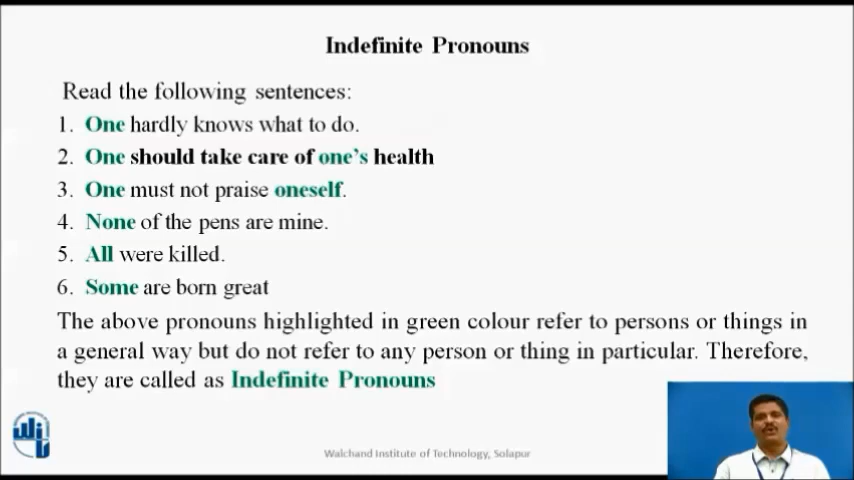 Indefinite Pronouns
Read the following sentences:
1. One hardly knows what to do.
2. One should take care of one's health
3. One must not praise oneself.
4. None of the pens are mine.
5. All were killed.
6. Some are born great
The above pronouns highlighted in green colour refer to persons or things in
a general way but do not refer to any person or thing in particular. Therefore,
they are called as Indefinite Pronouns
Walchand Institute of Technology, Solapur